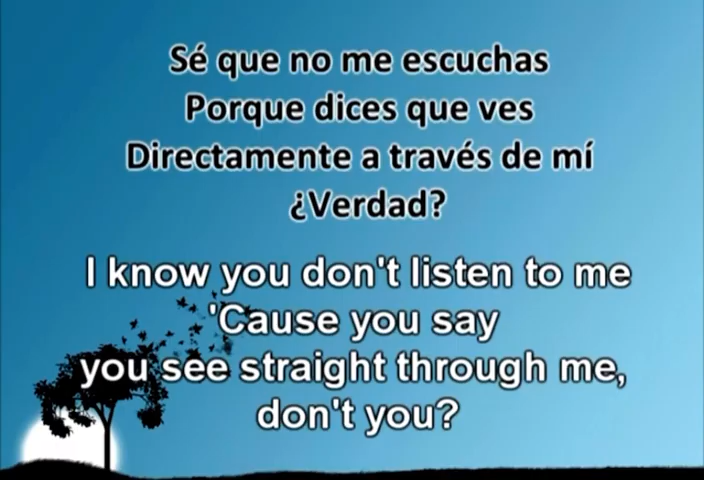 Sé que no me escuchas
Porque dices que ves
Directamente a través de mí
¿Verdad?
I know you don't listen to me
'Cause you say
you see straight through me,
don't you?